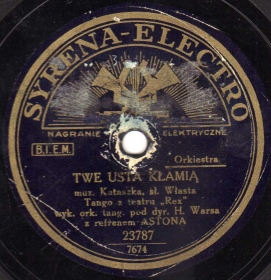 SYRENA-ELECTRO
NAGRANIE ELEKTRYCZNE
B.I.E.M.
Orkiestra
TWE USTA KŁAMIĄ
muz. Kataszka, sł. Własta
Tango z teatru „Rex”
wyk. ork. tang. pod dyr. H. Warsa
z refrenem ASTONA
23787
7674